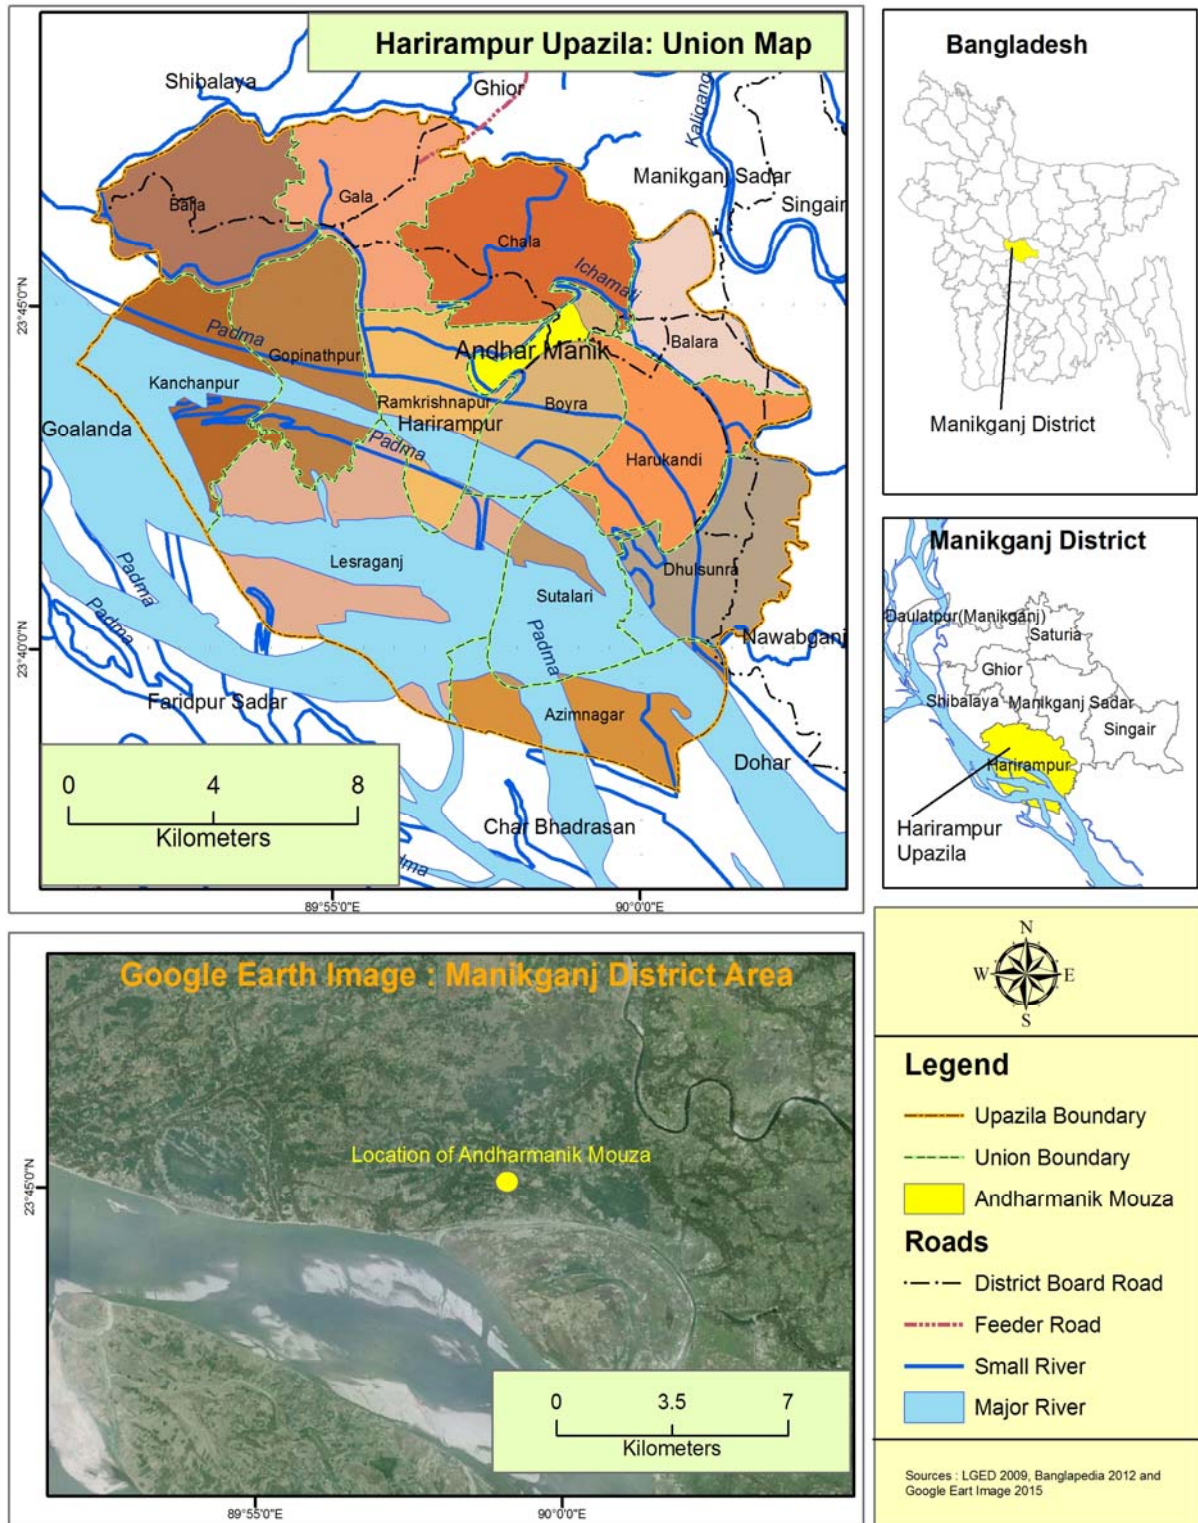 Harirampur Upazila: Union Map
Shibalaya
Ghior
Kaligang
Manikganj Sadar
Singair
Gala
Chala
Ichamati
23°45'0"N
Padma
Gopinathpur
Andhar Manik
Balara
Kanchanpur
Ramkrishnapur
Boyra
Goalanda
Harirampur
Padma
Harukandi
Lesraganj
Dhulsunra
Padma
Sutalari
Padma
Nawabganj
23°40'0"N
Padma
Faridpur Sadar
Azimnagar
Dohar
Char Bhadrasan
0 4 8
Kilometers
dma
89°55'0"E
90°0'0"E
Bangladesh
Manikganj District
Manikganj District
Daulatpur(Manikganj)
Saturia
Ghior
Shibalaya
Manikganj Sadar
Singair
Harirampur
Harirampur
Upazila
Google Earth Image : Manikganj District Area
Location of Andharmanik Mouza
23°45'0"N
0 3.5 7
Kilometers
89°55'0"E
90°0'0"E
N
W E
S
Legend
Upazila Boundary
Union Boundary
Andharmanik Mouza
Roads
District Board Road
Feeder Road
Small River
Major River
Sources : LGED 2009, Banglapedia 2012 and
Google Eart Image 2015